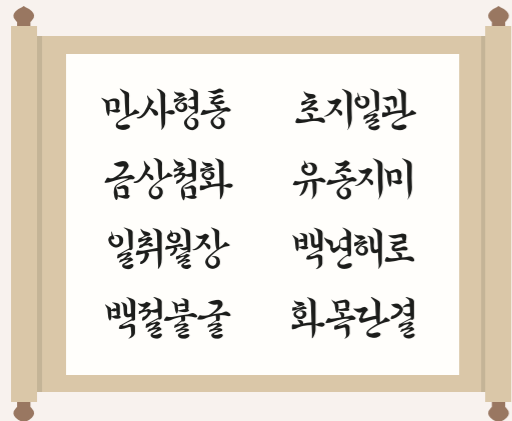 만사형통 초지일관
금상첨화 유종지미
일취월장 백년해로
백절불굴 화목단결